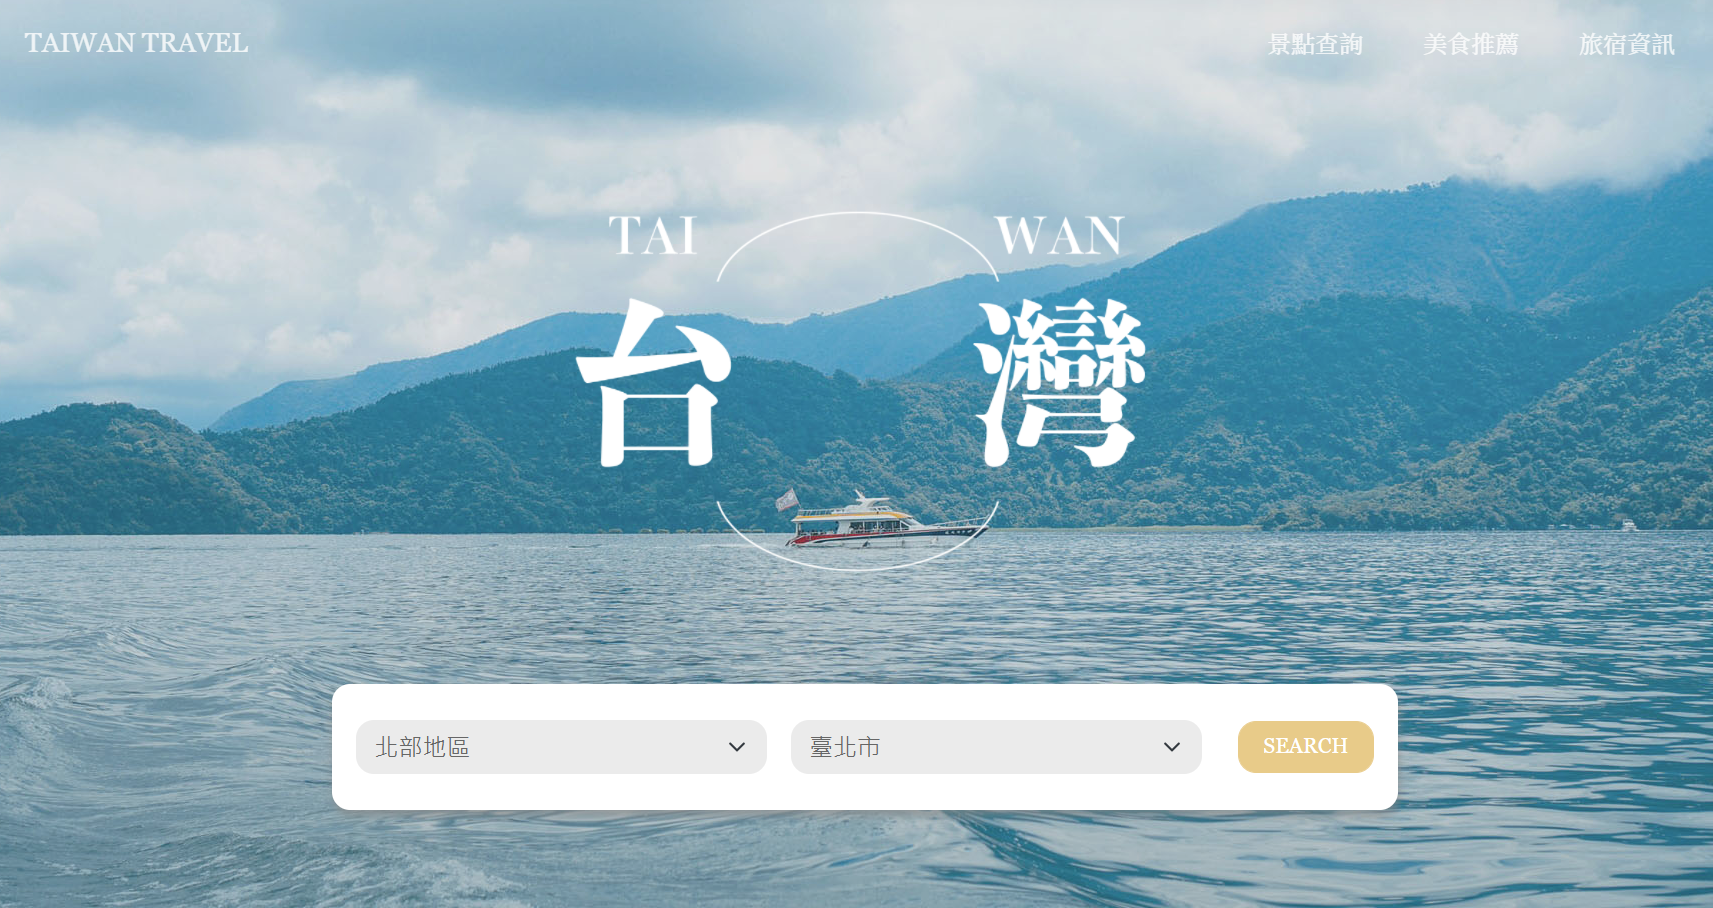 TAIWAN TRAVEL
景點查詢 美食推薦 旅宿資訊
TAI WAN
台灣
北部地區
臺北市
SEARCH